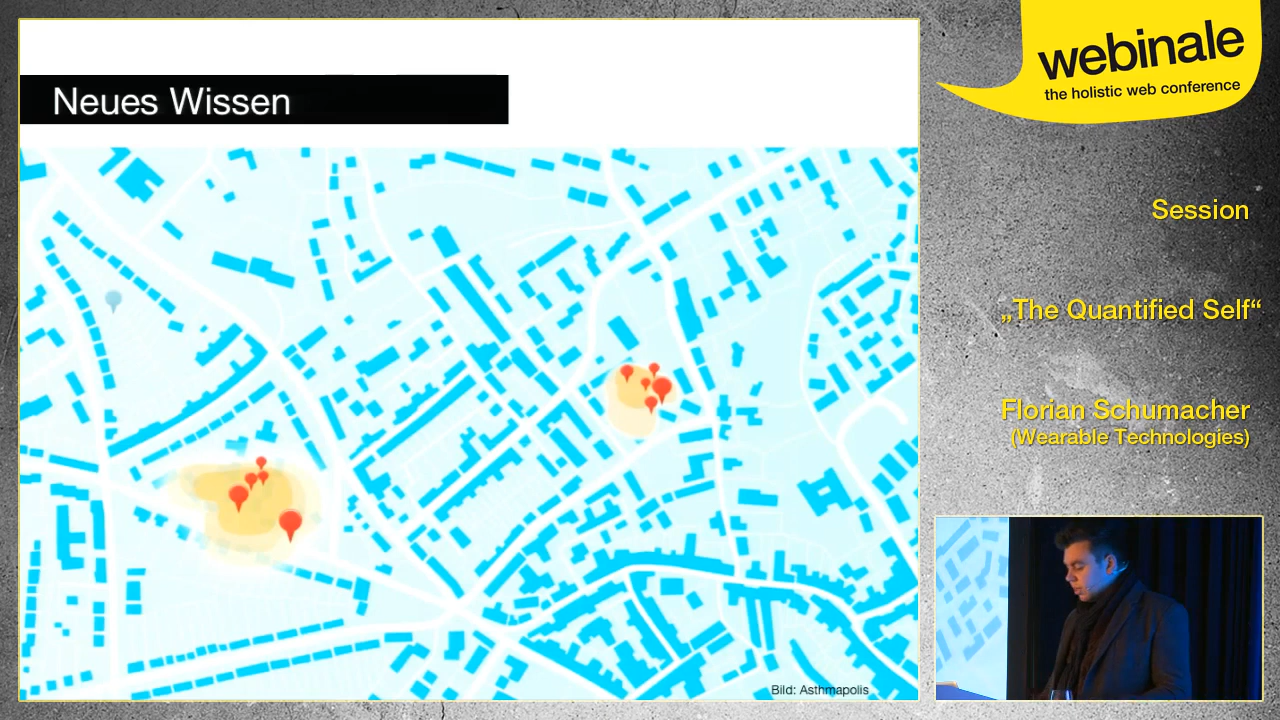 Neues Wissen
Bild: Asthmapolis
webinale
the holistic web conference
Session
„The Quantified Self“
Florian Schumacher
(Wearable Technologies)